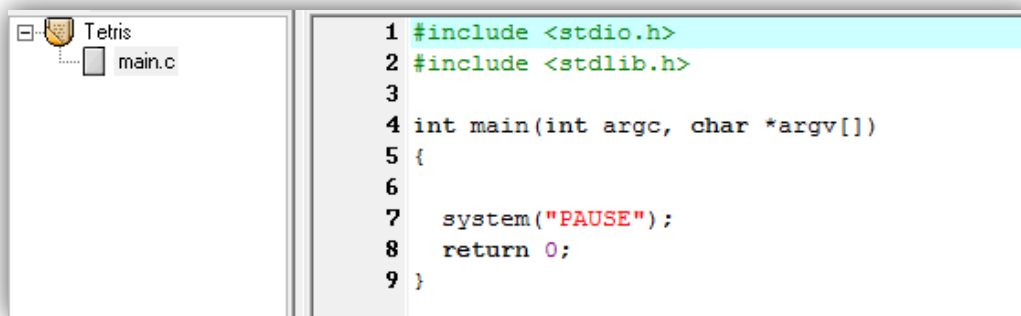 Tetris
main.c
1 #include <stdio.h>
2 #include <stdlib.h>
3
4 int main(int argc, char *argv[])
5 {
6
7   system("PAUSE");
8   return 0;
9 }